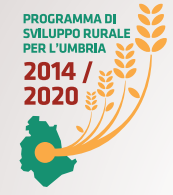 PROGRAMMA DI
SVILUPPO RURALE
PER L'UMBRIA
2014 /
2020